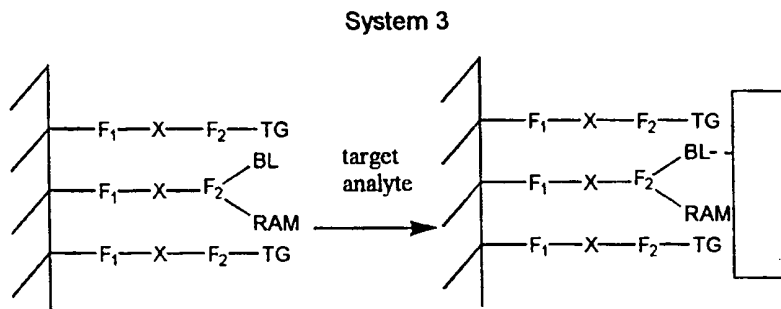 System 3
F₁—X—F₂—TG
BL
F₁—X—F₂
RAM
F₁—X—F₂—TG
target
analyte
F₁—X—F₂—TG
BL
F₁—X—F₂
RAM
F₁—X—F₂—TG